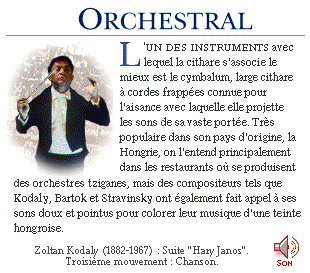 ORCHESTRAL
L'UN DES INSTRUMENTS avec
lequel la cithare s'associe le
mieux est le cymbalum, large cithare
à cordes frappées connue pour
l'aisance avec laquelle elle projette
les sons de sa vaste portée. Très
populaire dans son pays d'origine, la
Hongrie, on l'entend principalement
dans les restaurants où se produisent
des orchestres tziganes, mais des compositeurs tels que
Kodaly, Bartok et Stravinsky ont également fait appel à ses
sons doux et pointus pour colorer leur musique d'une teinte
hongroise.
Zoltan Kodaly (1882-1967) : Suite "Hary Janos".
Troisième mouvement : Chanson.
SON